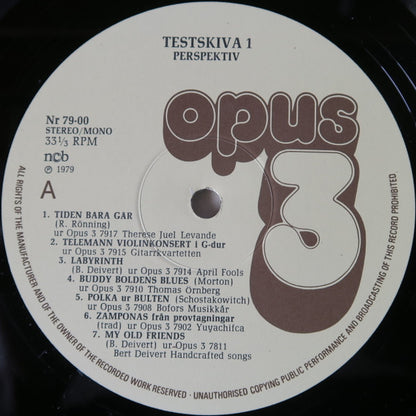 TESTSKIVA 1
PERSPEKTIV
opus
3
Nr 79-00
STEREO/MONO
33⅓ RPM
ncb
℗ 1979
A
1. TIDEN BARA GÅR
(R. Rönning)
ur Opus 3 7917 Therese Juel Levande
2. TELEMANN VIOLINKONSERT i G-dur
ur Opus 3 7915 Gitarrkvartetten
3. LABYRINTH
(B. Deivert) ur Opus 3 7914 April Fools
4. BUDDY BOLDENS BLUES (Morton)
ur Opus 3 7910 Thomas Örnberg
5. POLKA ur BULTEN (Schostakowitch)
ur Opus 3 7908 Bofors Musikkår
6. ZAMPONAS från provtagningar
(trad) ur Opus 3 7902 Yuyachifca
7. MY OLD FRIENDS
(B. Deivert) ur Opus 3 7811
Bert Deivert Handcrafted songs
ALL RIGHTS OF THE MANUFACTURER AND OF THE OWNER OF THE RECORDED WORK RESERVED · UNAUTHORISED COPYING PUBLIC PERFORMANCE AND BROADCASTING OF THIS RECORD PROHIBITED